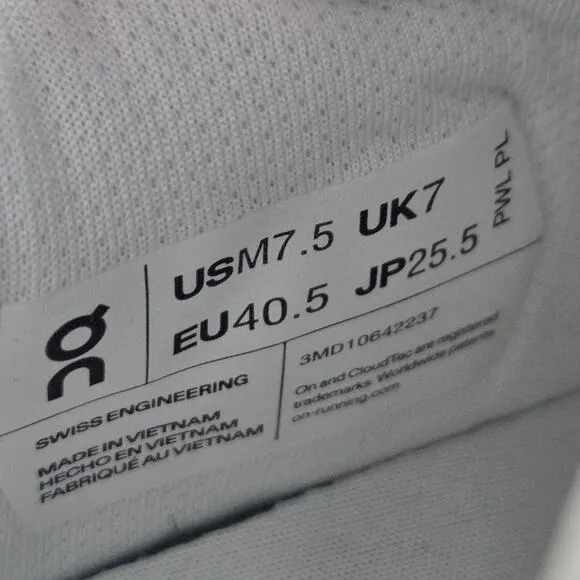 USM7.5 UK7
EU40.5 JP25.5
PWL PL
on
SWISS ENGINEERING
MADE IN VIETNAM
HECHO EN VIETNAM
FABRIQUÉ AU VIETNAM
3MD10642237
On and CloudTec are registered
trademarks. Worldwide patents.
on-running.com